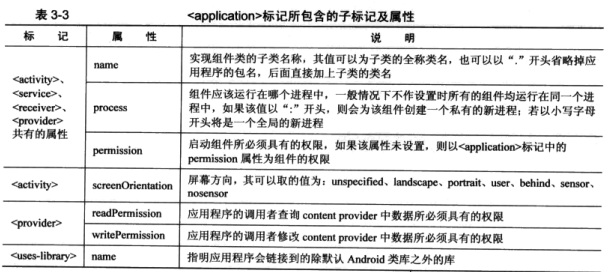 表 3-3 <application>标记所包含的子标记及属性
标 记 属 性 说 明
<activity>、
<service>、
<receiver>、
<provider>
共有的属性
name
实现组件类的子类名称，其值可以为子类的全称类名，也可以以“.”开头省略掉应
用程序的包名，后面直接加上子类的类名
process
组件应该运行在哪个进程中，一般情况下不作设置时所有的组件均运行在同一个进
程中，如果该值以“:”开头，则会为该组件创建一个私有的新进程；若以小写字母
开头将是一个全局的新进程
permission
启动组件所必须具有的权限，如果该属性未设置，则以<application>标记中的
permission 属性为组件的权限
<activity>
screenOrientation
屏幕方向，其可以取的值为：unspecified、landscape、portrait、user、behind、sensor、
nosensor
<provider>
readPermission 应用程序的调用者查询 content provider 中数据所必须具有的权限
writePermission 应用程序的调用者修改 content provider 中数据所必须具有的权限
<uses-library> name 指明应用程序会链接到的除默认 Android 类库之外的库